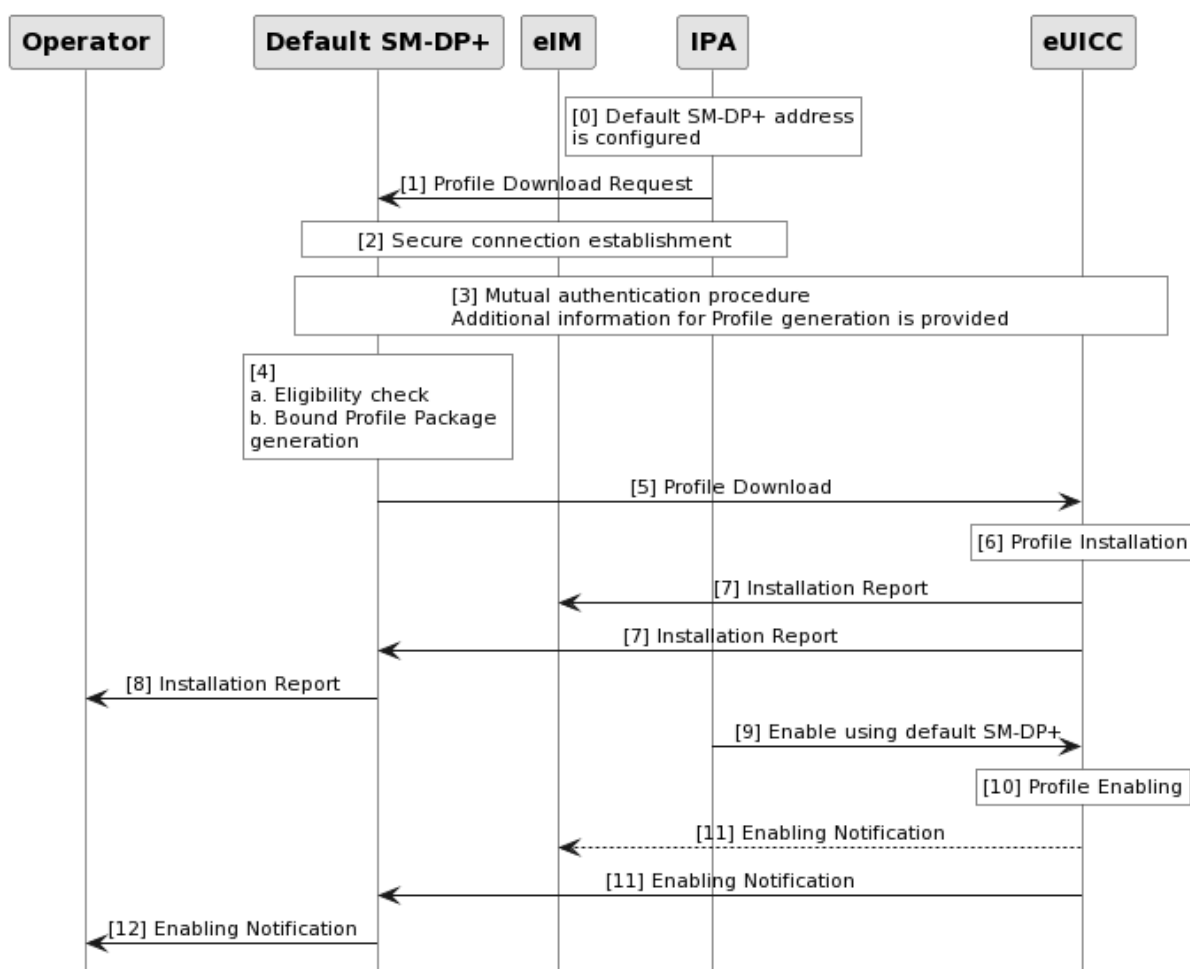 Operator
Default SM-DP+
eIM
IPA
eUICC
[0] Default SM-DP+ address
is configured
[1] Profile Download Request
[2] Secure connection establishment
[3] Mutual authentication procedure
Additional information for Profile generation is provided
[4]
a. Eligibility check
b. Bound Profile Package
generation
[5] Profile Download
[6] Profile Installation
[7] Installation Report
[7] Installation Report
[8] Installation Report
[9] Enable using default SM-DP+
[10] Profile Enabling
[11] Enabling Notification
[11] Enabling Notification
[12] Enabling Notification